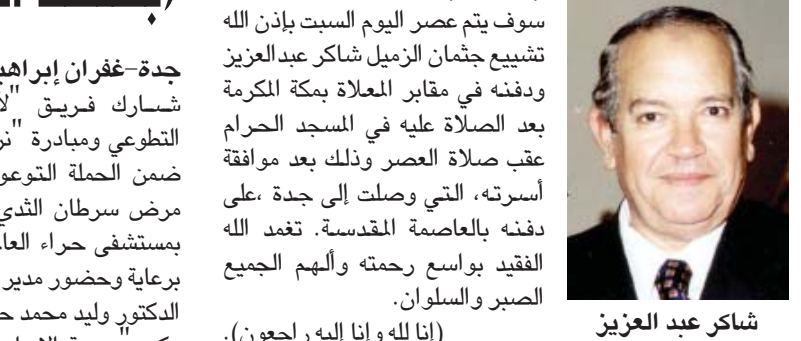 سوف يتم عصر اليوم السبت بإذن الله
تشييع جثمان الزميل شاكر عبدالعزيز
ودفنه في مقابر المعلاة بمكة المكرمة
بعد الصلاة عليه في المسجد الحرام
عقب صلاة العصر وذلك بعد موافقة
أسرته، التي وصلت إلى جدة ،على
دفنه بالعاصمة المقدسة. تغمد الله
الفقيد بواسع رحمته وألهم الجميع
الصبر والسلوان.
(إنا لله وإنا إليه راجعون).
شاكر عبد العزيز
جدة-غفران إبراهيم
شارك فريق
التطوعي ومبادرة
ضمن الحملة
مرض سرطان الثدي
بمستشفى حراء
برعاية وحضور مدير
الدكتور وليد محمد